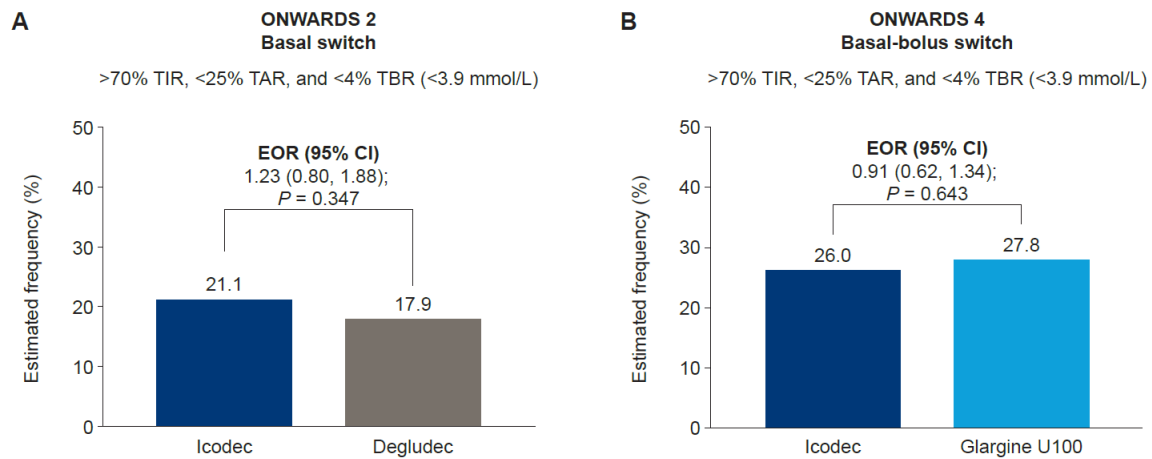 A
ONWARDS 2
Basal switch
>70% TIR, <25% TAR, and <4% TBR (<3.9 mmol/L)
Estimated frequency (%)
50
40
30
20
10
0
EOR (95% CI)
1.23 (0.80, 1.88);
P = 0.347
21.1
17.9
Icodec
Degludec
B
ONWARDS 4
Basal-bolus switch
>70% TIR, <25% TAR, and <4% TBR (<3.9 mmol/L)
Estimated frequency (%)
50
40
30
20
10
0
EOR (95% CI)
0.91 (0.62, 1.34);
P = 0.643
26.0
27.8
Icodec
Glargine U100